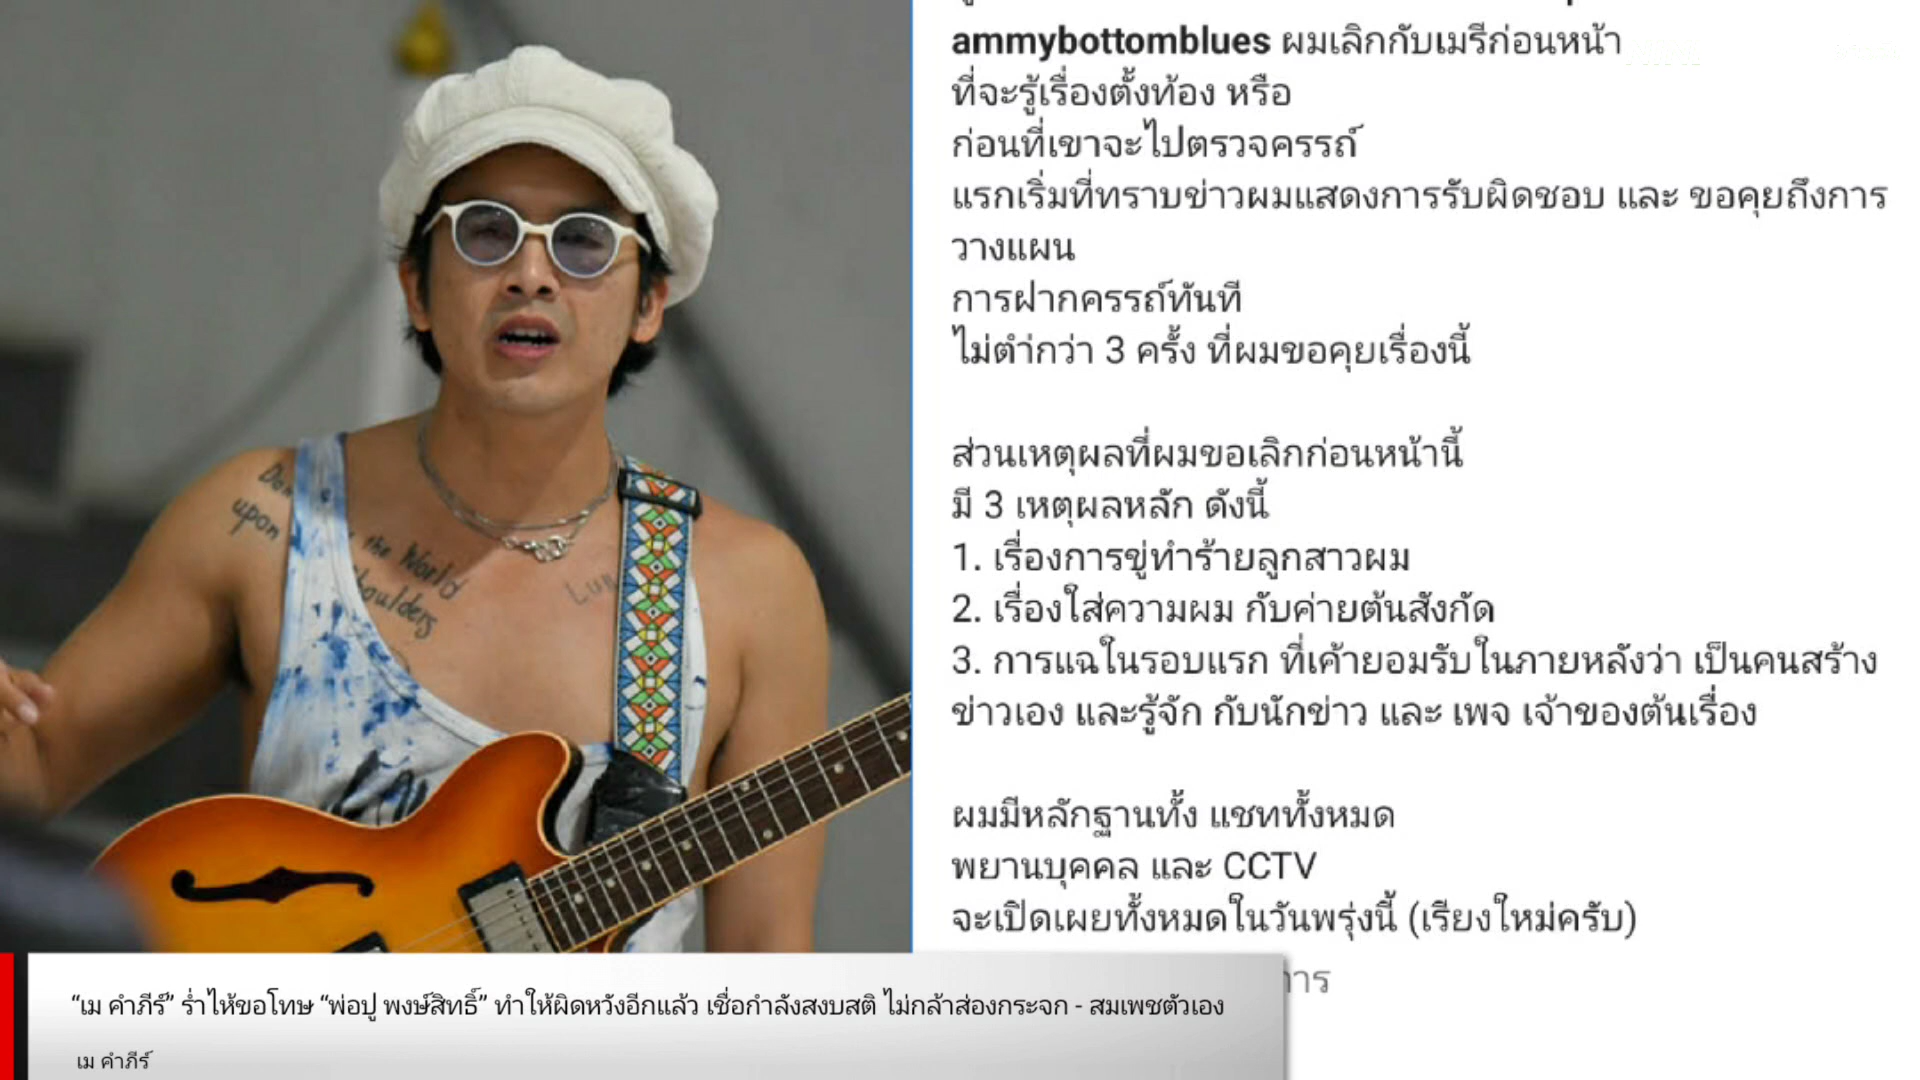 ammybottomblues ผมเลิกกับเมรีก่อนหน้า
ที่จะรู้เรื่องตั้งท้อง หรือ
ก่อนที่เขาจะไปตรวจครรถ์
แรกเริ่มที่ทราบข่าวผมแสดงการรับผิดชอบ และ ขอคุยถึงการ
วางแผน
การฝากครรถ์ทันที
ไม่ตำ่กว่า 3 ครั้ง ที่ผมขอคุยเรื่องนี้
ส่วนเหตุผลที่ผมขอเลิกก่อนหน้านี้
มี 3 เหตุผลหลัก ดังนี้
1. เรื่องการขู่ทำร้ายลูกสาวผม
2. เรื่องใส่ความผม กับค่ายต้นสังกัด
3. การแฉในรอบแรก ที่เค้ายอมรับในภายหลังว่า เป็นคนสร้าง
ข่าวเอง และรู้จัก กับนักข่าว และ เพจ เจ้าของต้นเรื่อง
ผมมีหลักฐานทั้ง แชททั้งหมด
พยานบุคคล และ CCTV
จะเปิดเผยทั้งหมดในวันพรุ่งนี้ (เรียงใหม่ครับ)
upon
the World
“เม คำภีร์” ร่ำไห้ขอโทษ “พ่อปู พงษ์สิทธิ์” ทำให้ผิดหวังอีกแล้ว เชื่อกำลังสงบสติ ไม่กล้าส่องกระจก - สมเพชตัวเอง
เม คำภีร์